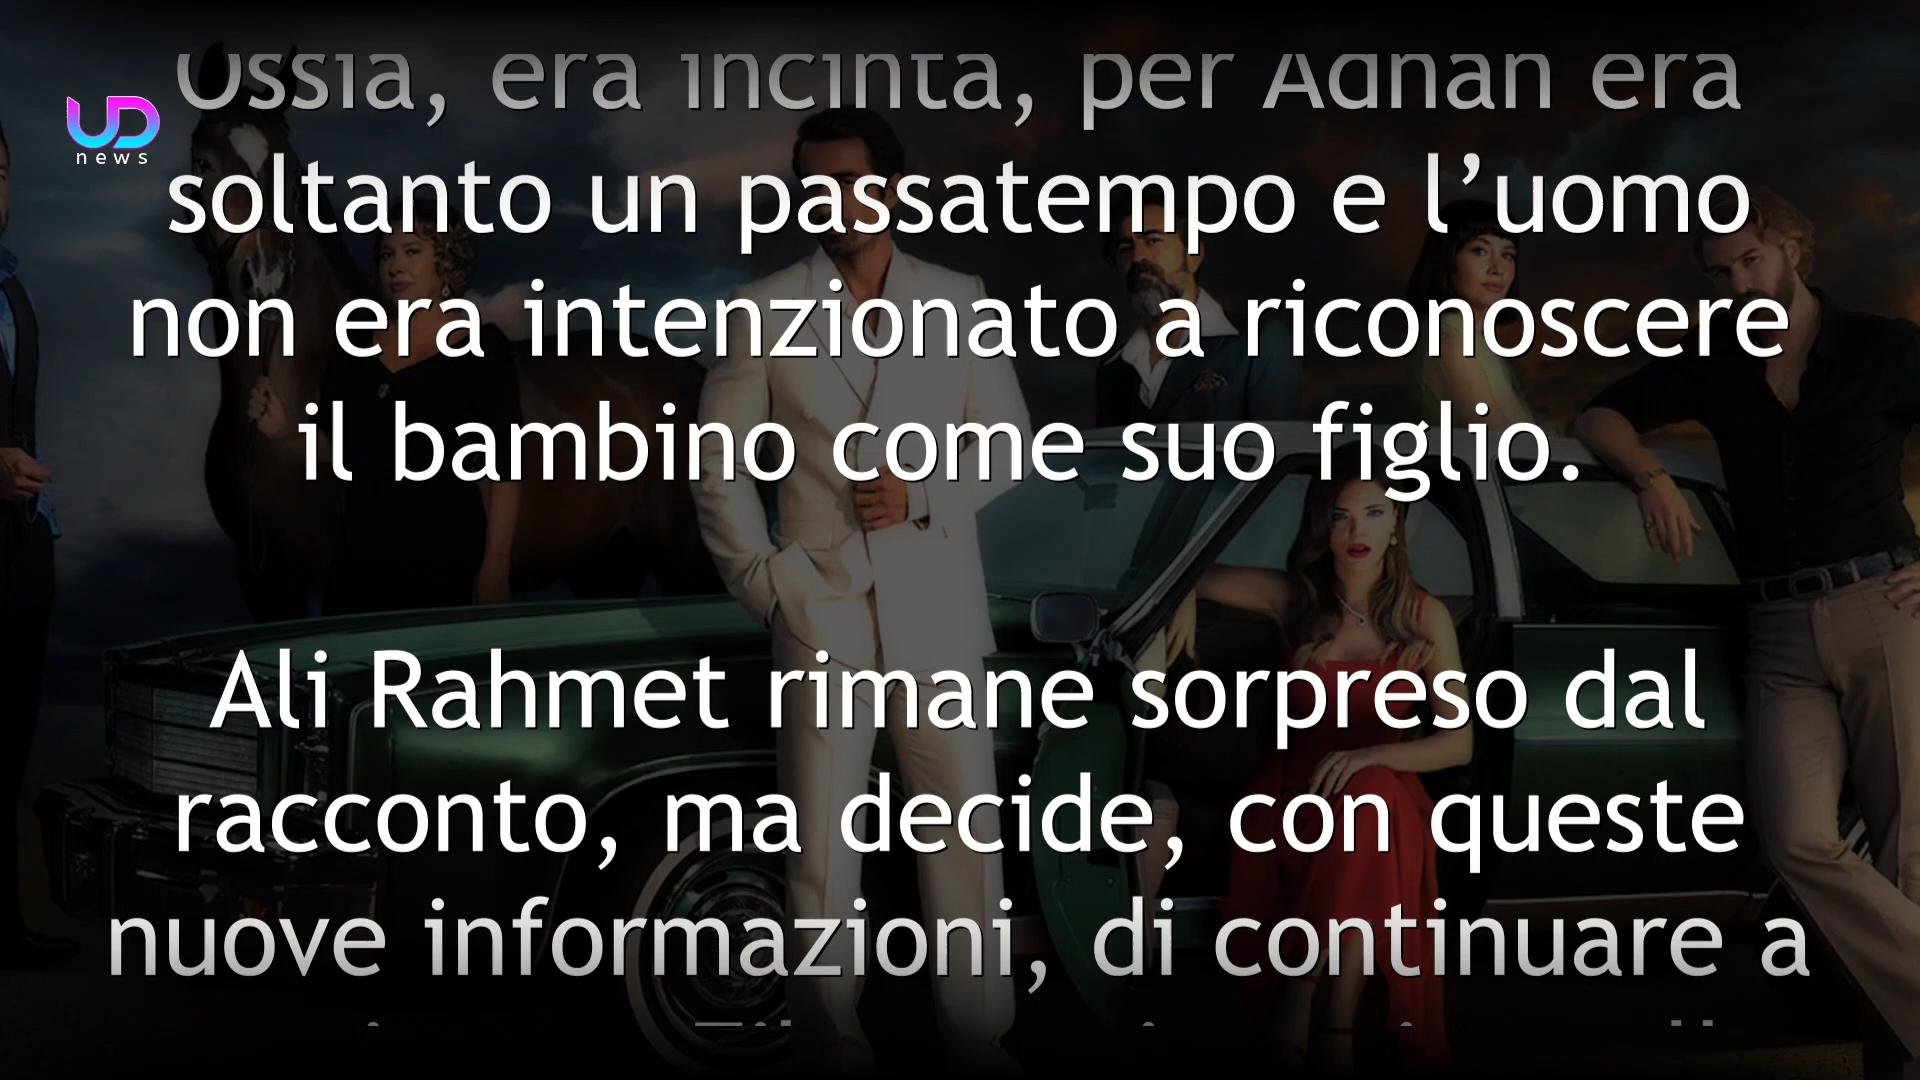 UD
news
Ossia, era incinta, per Adnan era
soltanto un passatempo e l’uomo
non era intenzionato a riconoscere
il bambino come suo figlio.
Ali Rahmet rimane sorpreso dal
racconto, ma decide, con queste
nuove informazioni, di continuare a